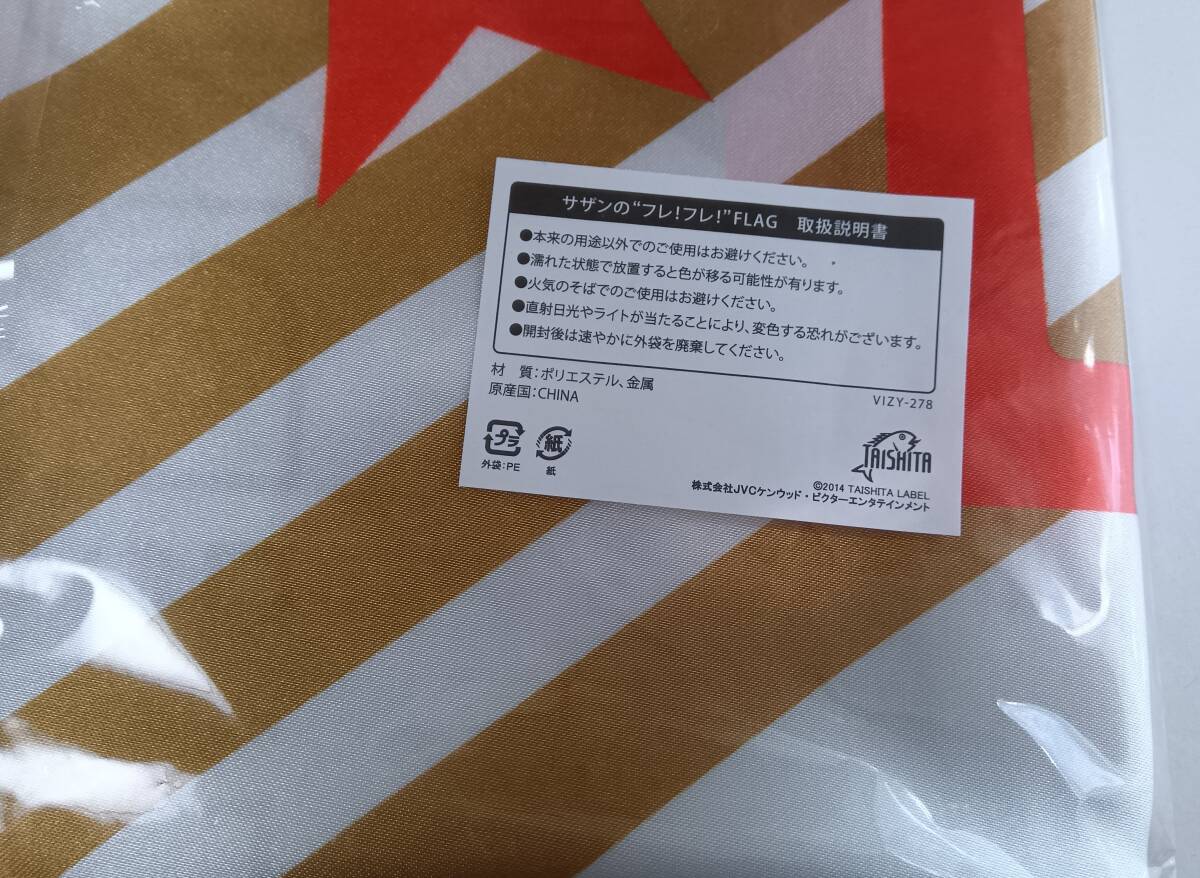 サザンの“フレ!フレ!”FLAG 取扱説明書
●本来の用途以外でのご使用はお避けください。
●濡れた状態で放置すると色が移る可能性が有ります。
●火気のそばでのご使用はお避けください。
●直射日光やライトが当たることにより、変色する恐れがございます。
●開封後は速やかに外袋を廃棄してください。
材 質:ポリエステル、金属
原産国:CHINA
VIZY-278
プラ
外袋:PE
紙
紙
TAISHITA
©2014 TAISHITA LABEL
株式会社JVCケンウッド・ビクターエンタテインメント